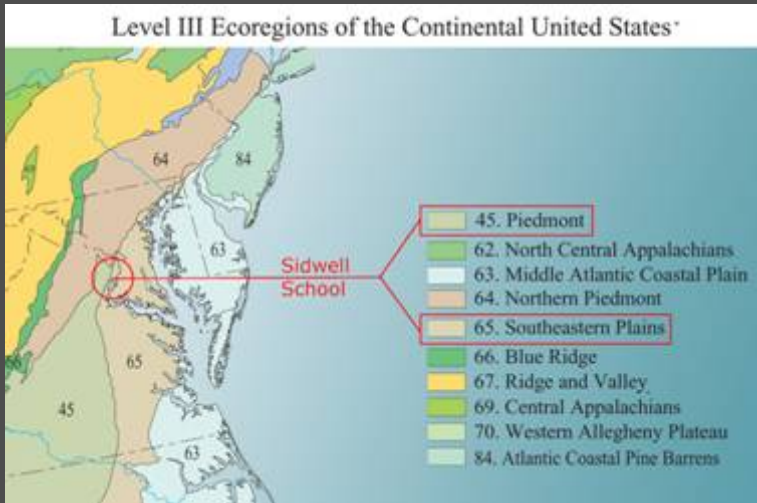 Level III Ecoregions of the Continental United States
64
84
63
Sidwell
School
65
45
63
66
45. Piedmont
62. North Central Appalachians
63. Middle Atlantic Coastal Plain
64. Northern Piedmont
65. Southeastern Plains
66. Blue Ridge
67. Ridge and Valley
69. Central Appalachians
70. Western Allegheny Plateau
84. Atlantic Coastal Pine Barrens